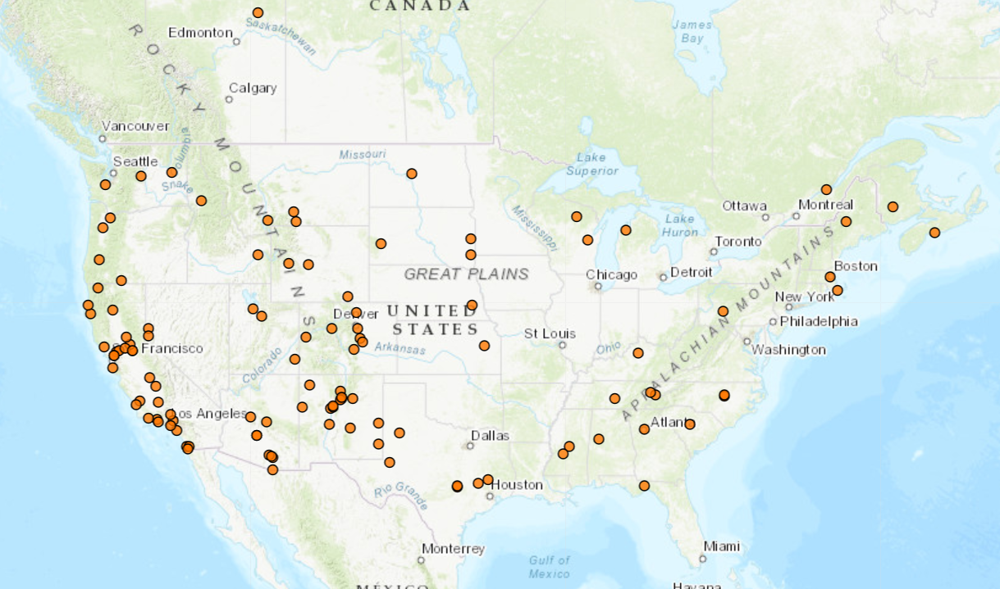 CANADA
Saskatchewan
Edmonton
James
Bay
ROCKY MOUNTAINS
Calgary
Vancouver
Columbia
Missouri
Seattle
Snake
Lake
Superior
Ottawa
Montreal
Mississippi
Lake
Huron
Toronto
GREAT PLAINS
Chicago
Detroit
Boston
New York
UNITED
STATES
Denver
Philadelphia
St Louis
APPALACHIAN MOUNTAINS
Francisco
Arkansas
Ohio
Washington
Colorado
Los Angeles
Dallas
Atlant
Rio Grande
Houston
Monterrey
Miami
Gulf of
Mexico
MÉXICO
Havana